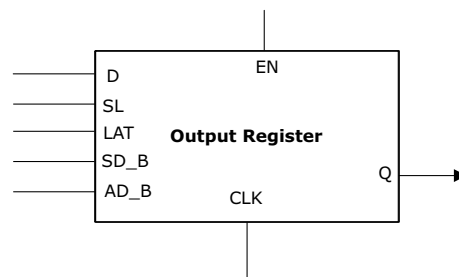 EN
D
SL
LAT
Output Register
SD_B
Q
AD_B
CLK